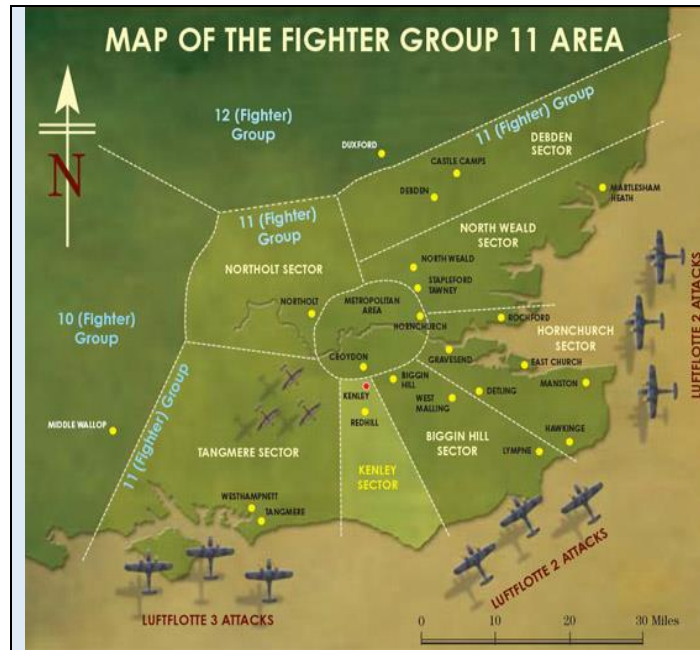 MAP OF THE FIGHTER GROUP 11 AREA
N
12 (Fighter)
Group
11 (Fighter) Group
DEBDEN
SECTOR
DUXFORD
CASTLE CAMPS
DEBDEN
MARTLESHAM
HEATH
11 (Fighter)
Group
NORTH WEALD
SECTOR
NORTHOLT SECTOR
NORTH WEALD
STAPLEFORD
TAWNEY
METROPOLITAN
AREA
NORTHOLT
HORNCHURCH
ROCHFORD
HORNCHURCH
SECTOR
LUFTFLOTTE 2 ATTACKS
10 (Fighter)
Group
CROYDON
GRAVESEND
EAST CHURCH
BIGGIN
HILL
MANSTON
KENLEY
WEST
MALLING
DETLING
REDHILL
11 (Fighter) Group
MIDDLE WALLOP
TANGMERE SECTOR
KENLEY
SECTOR
BIGGIN HILL
SECTOR
HAWKINGE
LYMPNE
WESTHAMPNETT
TANGMERE
LUFTFLOTTE 2 ATTACKS
LUFTFLOTTE 3 ATTACKS
0 10 20 30 Miles